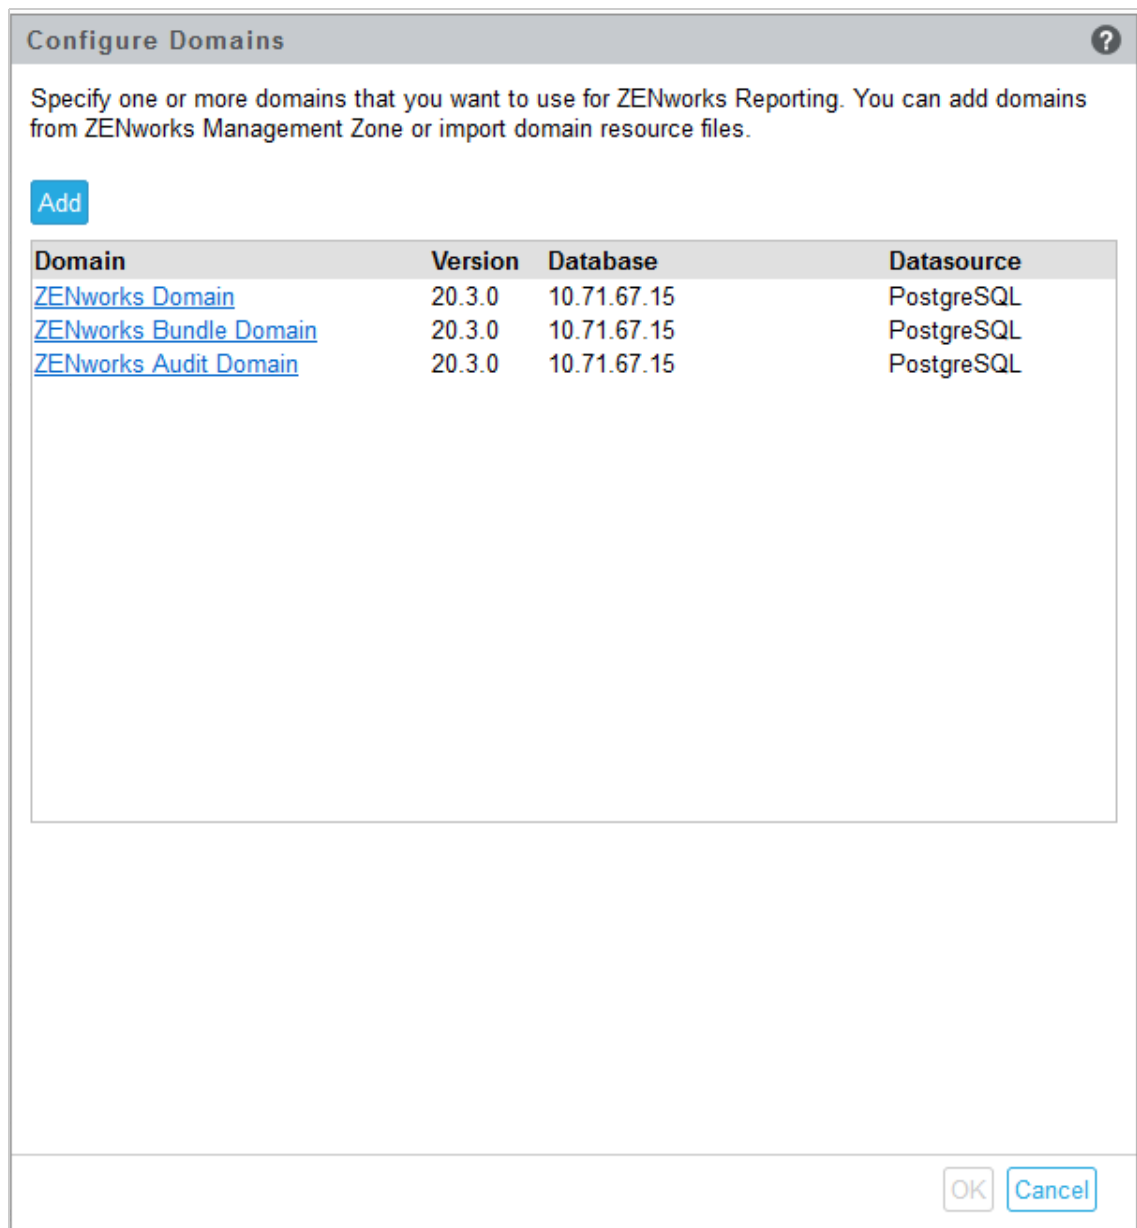 Configure Domains ?
Specify one or more domains that you want to use for ZENworks Reporting. You can add domains
from ZENworks Management Zone or import domain resource files.
Add
Domain Version Database Datasource
ZENworks Domain 20.3.0 10.71.67.15 PostgreSQL
ZENworks Bundle Domain 20.3.0 10.71.67.15 PostgreSQL
ZENworks Audit Domain 20.3.0 10.71.67.15 PostgreSQL
OK Cancel